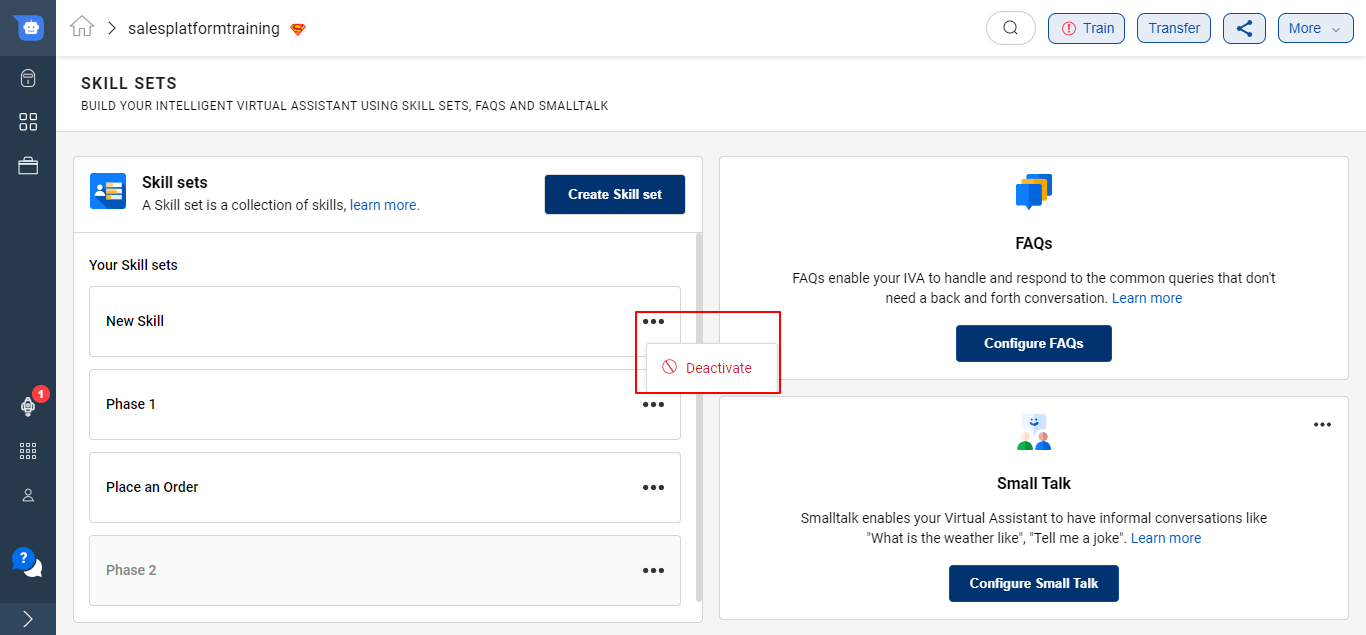 salesplatformtraining
Train
Transfer
More
SKILL SETS
BUILD YOUR INTELLIGENT VIRTUAL ASSISTANT USING SKILL SETS, FAQS AND SMALLTALK
Skill sets
A Skill set is a collection of skills, learn more.
Create Skill set
Your Skill sets
New Skill
Deactivate
Phase 1
Place an Order
Phase 2
FAQs
FAQs enable your IVA to handle and respond to the common queries that don't
need a back and forth conversation. Learn more
Configure FAQs
Small Talk
Smalltalk enables your Virtual Assistant to have informal conversations like
"What is the weather like", "Tell me a joke". Learn more
Configure Small Talk
1
?